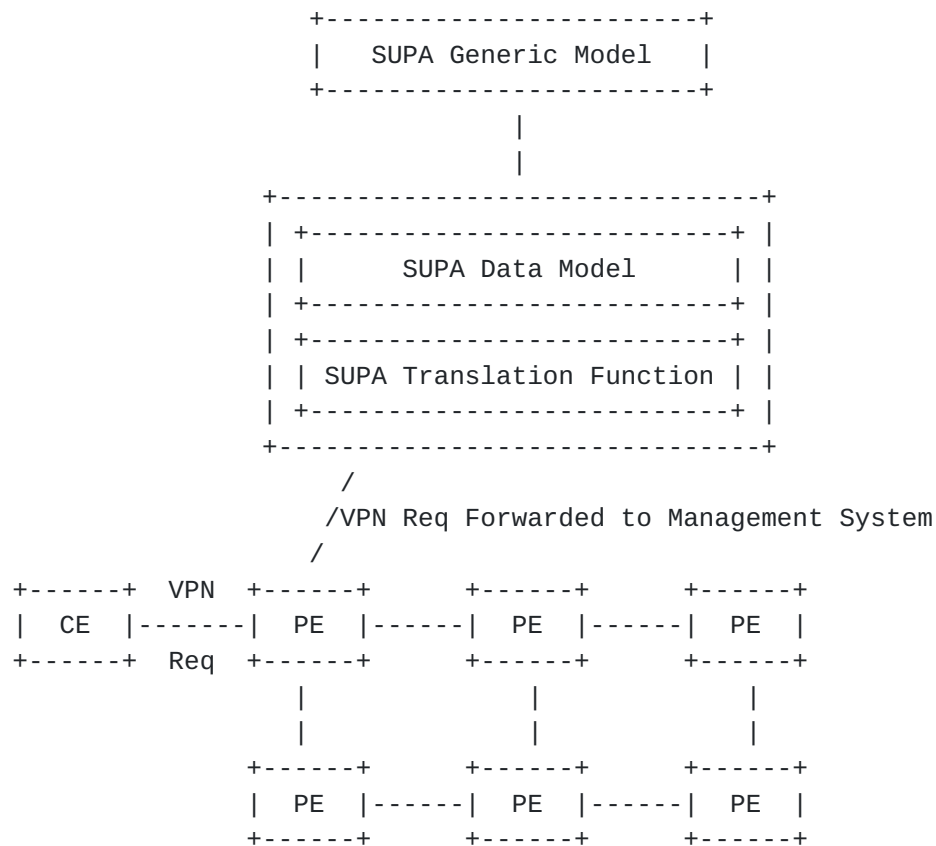 SUPA Generic Model
SUPA Data Model
SUPA Translation Function
VPN Req Forwarded to Management System
VPN
CE PE PE PE
Req
PE PE PE